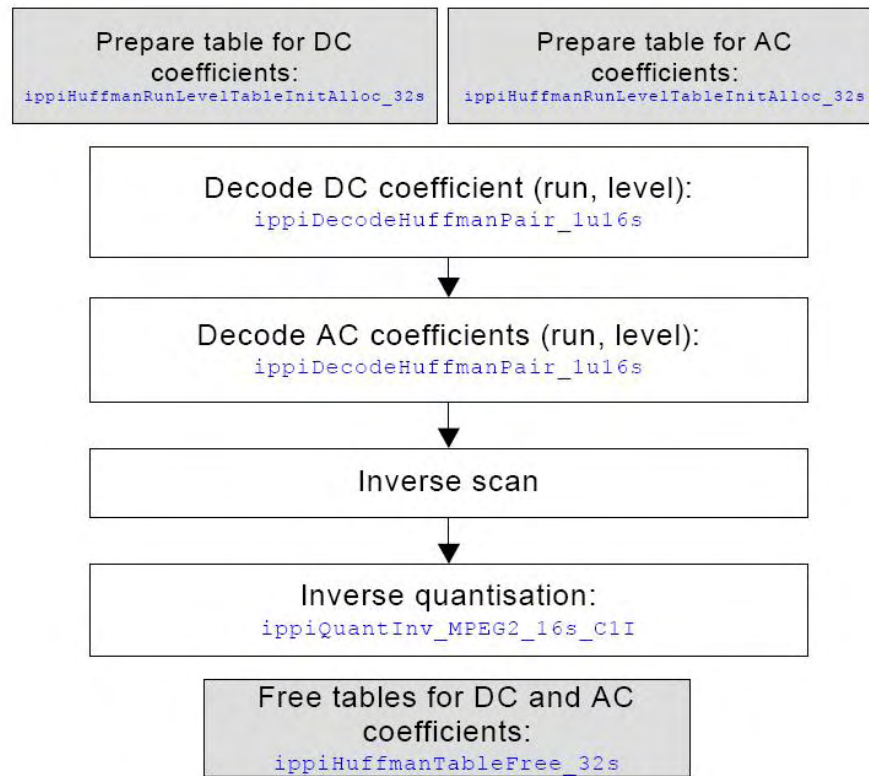 Prepare table for DC
coefficients:
ippiHuffmanRunLevelTableInitAlloc_32s
Prepare table for AC
coefficients:
ippiHuffmanRunLevelTableInitAlloc_32s
Decode DC coefficient (run, level):
ippiDecodeHuffmanPair_1u16s
Decode AC coefficients (run, level):
ippiDecodeHuffmanPair_1u16s
Inverse scan
Inverse quantisation:
ippiQuantInv_MPEG2_16s_C1I
Free tables for DC and AC
coefficients:
ippiHuffmanTableFree_32s